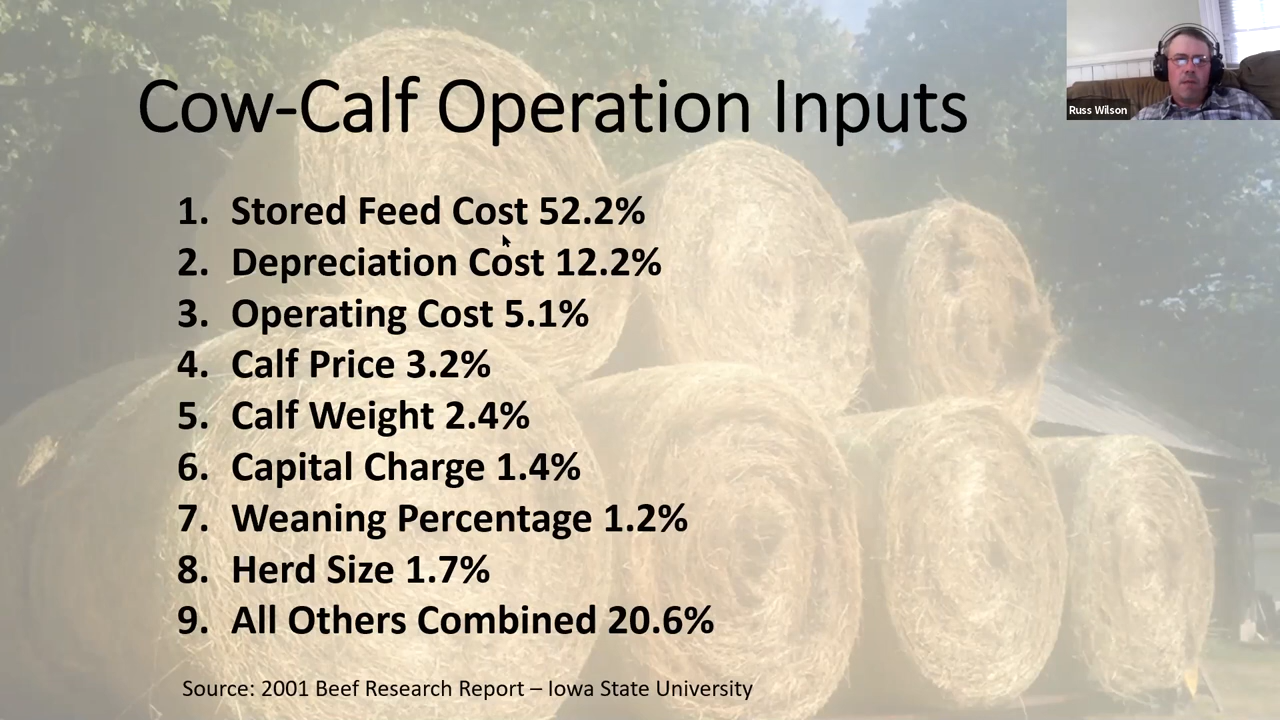 Cow-Calf Operation Inputs
Russ Wilson
1. Stored Feed Cost 52.2%
2. Depreciation Cost 12.2%
3. Operating Cost 5.1%
4. Calf Price 3.2%
5. Calf Weight 2.4%
6. Capital Charge 1.4%
7. Weaning Percentage 1.2%
8. Herd Size 1.7%
9. All Others Combined 20.6%
Source: 2001 Beef Research Report – Iowa State University